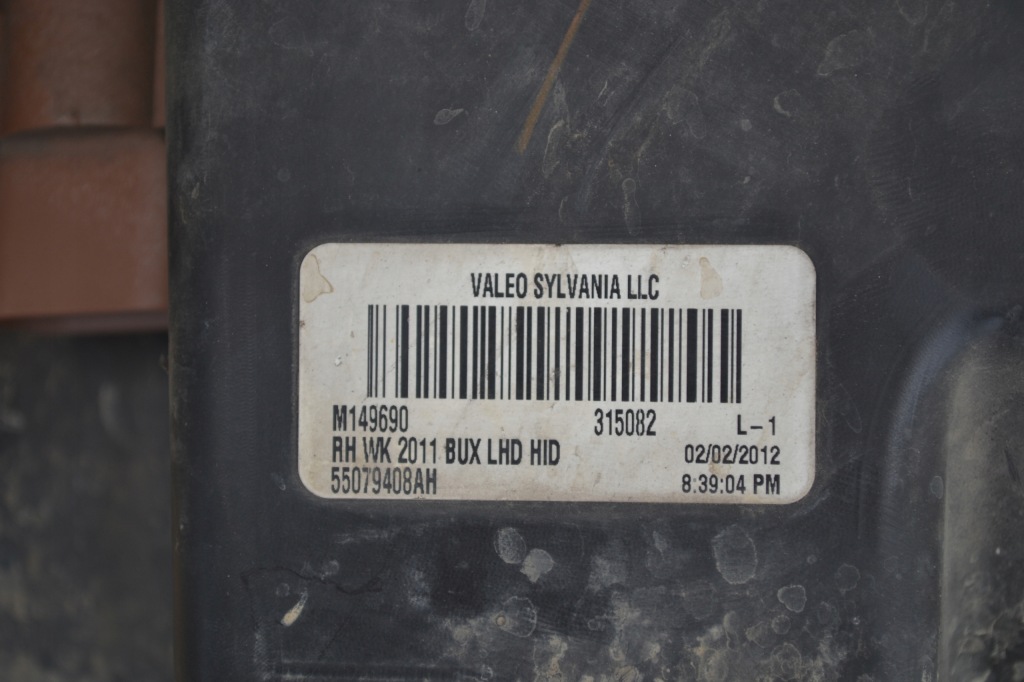 VALEO SYLVANIA LLC
M149690 315082 L-1
RH WK 2011 BUX LHD HID 02/02/2012
55079408AH 8:39:04 PM